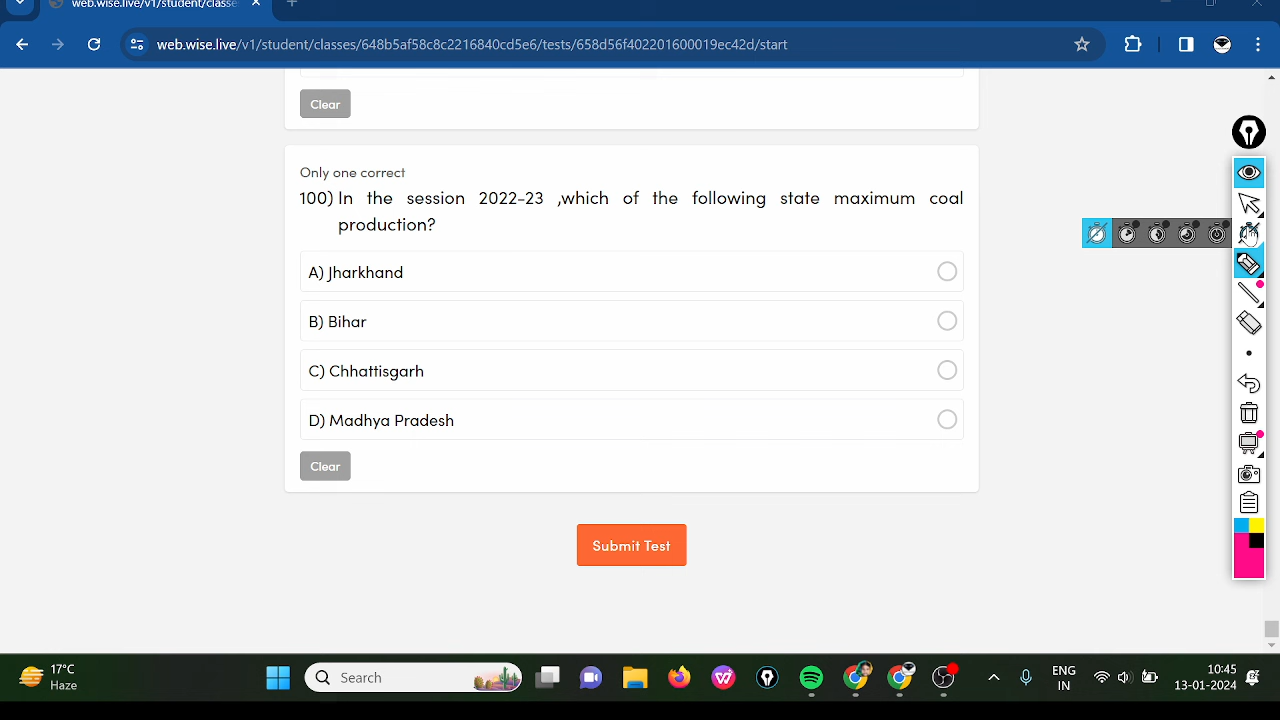 web.wise.live/v1/student/classe
web.wise.live/v1/student/classes/648b5af58c8c2216840cd5e6/tests/658d56f402201600019ec42d/start
Clear
Only one correct
100) In the session 2022-23 ,which of the following state maximum coal
production?
A) Jharkhand
B) Bihar
C) Chhattisgarh
D) Madhya Pradesh
Clear
Submit Test
17°C
Haze
Search
ENG
IN
10:45
13-01-2024